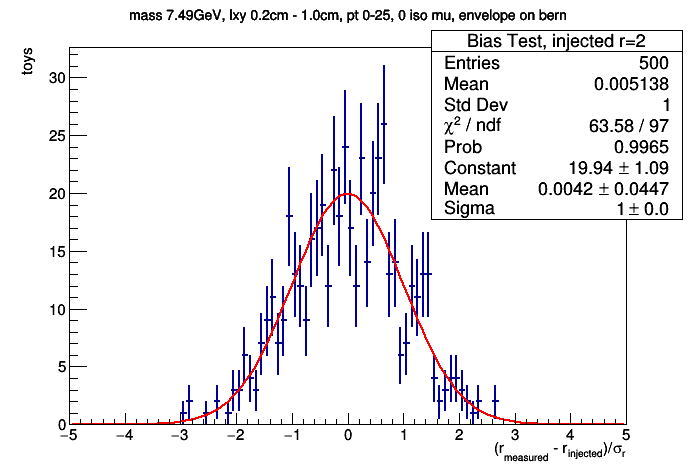 mass 7.49GeV, lxy 0.2cm - 1.0cm, pt 0-25, 0 iso mu, envelope on bern
toys
Bias Test, injected r=2
Entries 500
Mean 0.005138
Std Dev 1
χ² / ndf 63.58 / 97
Prob 0.9965
Constant 19.94 ± 1.09
Mean 0.0042 ± 0.0447
Sigma 1 ± 0.0
30
25
20
15
10
5
0
−5 −4 −3 −2 −1 0 1 2 3 4 5
(r_measured - r_injected)/σ_r